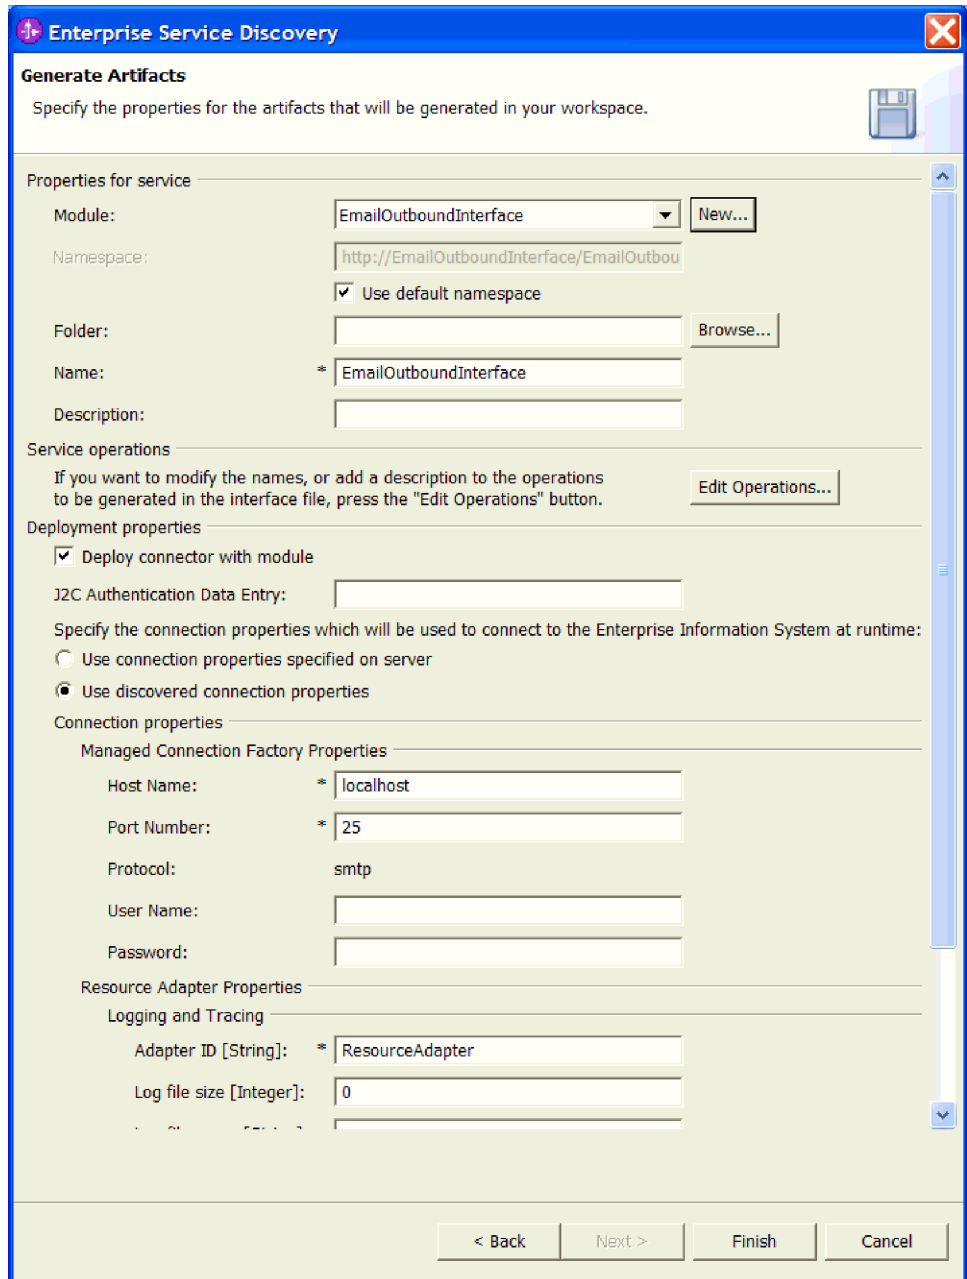 Enterprise Service Discovery
Generate Artifacts
Specify the properties for the artifacts that will be generated in your workspace.
Properties for service
Module: EmailOutboundInterface New...
Namespace: http://EmailOutboundInterface/EmailOutbou
Use default namespace
Folder: Browse...
Name: * EmailOutboundInterface
Description:
Service operations
If you want to modify the names, or add a description to the operations
to be generated in the interface file, press the "Edit Operations" button.
Edit Operations...
Deployment properties
Deploy connector with module
J2C Authentication Data Entry:
Specify the connection properties which will be used to connect to the Enterprise Information System at runtime:
Use connection properties specified on server
Use discovered connection properties
Connection properties
Managed Connection Factory Properties
Host Name: * localhost
Port Number: * 25
Protocol: smtp
User Name:
Password:
Resource Adapter Properties
Logging and Tracing
Adapter ID [String]: * ResourceAdapter
Log file size [Integer]: 0
< Back Next > Finish Cancel